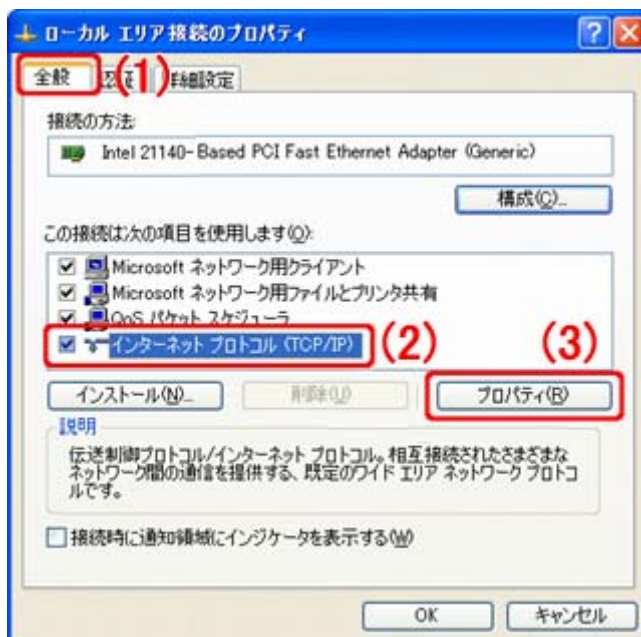 ローカル エリア接続のプロパティ
全般 (1) 詳細設定
接続の方法:
Intel 21140-Based PCI Fast Ethernet Adapter (Generic)
構成(C)...
この接続は次の項目を使用します(O):
Microsoft ネットワーク用クライアント
Microsoft ネットワーク用ファイルとプリンタ共有
QoS パケット スケジューラ
インターネット プロトコル (TCP/IP) (2) (3)
インストール(N)... 削除(U) プロパティ(R)
説明
伝送制御プロトコル/インターネット プロトコル。相互接続されたさまざまな
ネットワーク間の通信を提供する、既定のワイド エリア ネットワーク プロトコ
ルです。
接続時に通知領域にインジケータを表示する(W)
OK キャンセル